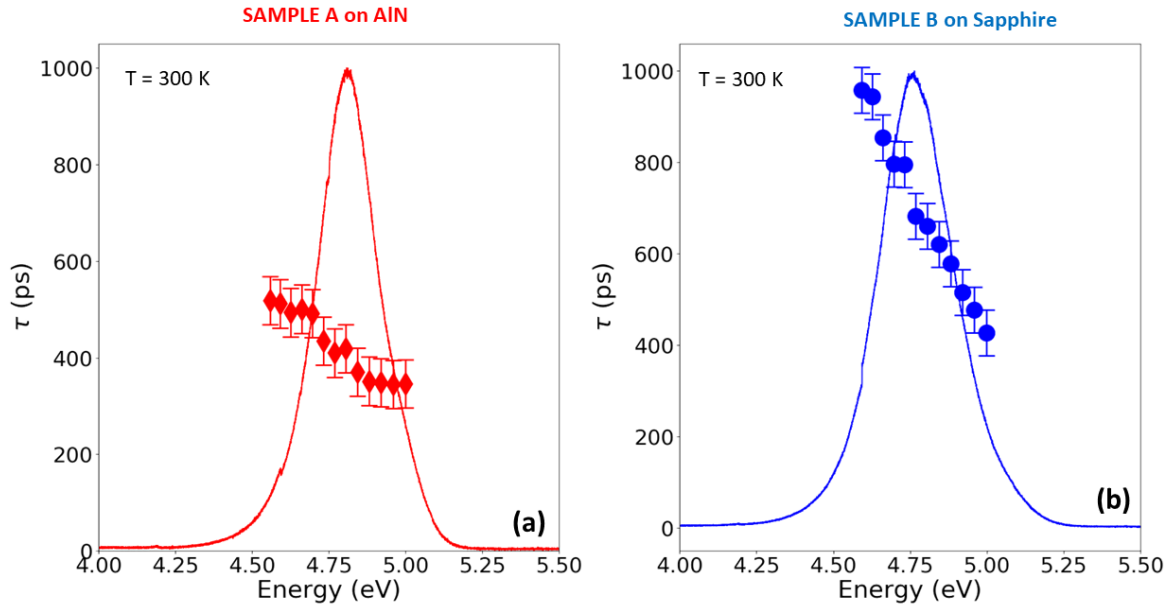 SAMPLE A on AlN
SAMPLE B on Sapphire
T = 300 K
1000
800
600
400
200
0
τ (ps)
4.00 4.25 4.50 4.75 5.00 5.25 5.50
Energy (eV)
(a)
T = 300 K
1000
800
600
400
200
0
τ (ps)
4.00 4.25 4.50 4.75 5.00 5.25 5.50
Energy (eV)
(b)